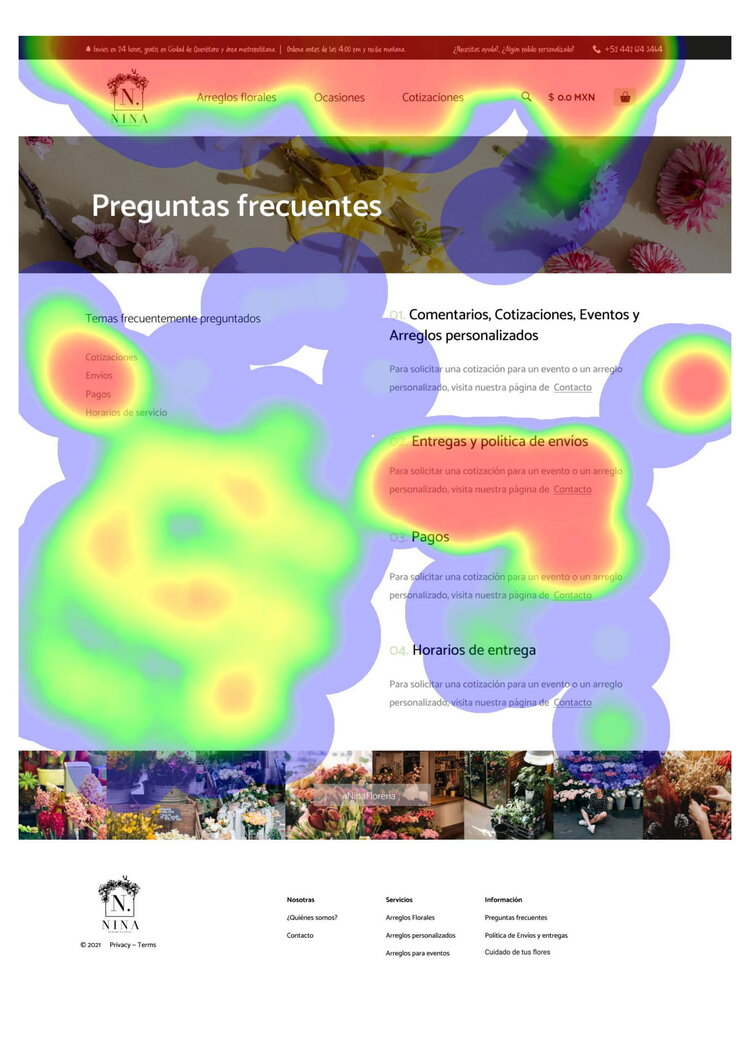 Envios en 24 horas, gratis en Ciudad de Querétaro y área metropolitana. | Ordena antes de las 4:00 pm y recibe mañana.
¿Necesitas ayuda?, ¿Algún pedido personalizado?
+52 442 614 3464
N.
NINA
Arreglos florales
Ocasiones
Cotizaciones
$ 0.0 MXN
Preguntas frecuentes
Temas frecuentemente preguntados
Cotizaciones
Envíos
Pagos
Horarios de servicio
01. Comentarios, Cotizaciones, Eventos y
Arreglos personalizados
Para solicitar una cotización para un evento o un arreglo
personalizado, visita nuestra página de Contacto
02. Entregas y política de envíos
Para solicitar una cotización para un evento o un arreglo
personalizado, visita nuestra página de Contacto
03. Pagos
Para solicitar una cotización para un evento o un arreglo
personalizado, visita nuestra página de Contacto
04. Horarios de entrega
Para solicitar una cotización para un evento o un arreglo
personalizado, visita nuestra página de Contacto
#NinaFlorería
N.
NINA
© 2021 Privacy – Terms
Nosotras
¿Quiénes somos?
Contacto
Servicios
Arreglos Florales
Arreglos personalizados
Arreglos para eventos
Información
Preguntas frecuentes
Política de Envíos y entregas
Cuidado de tus flores